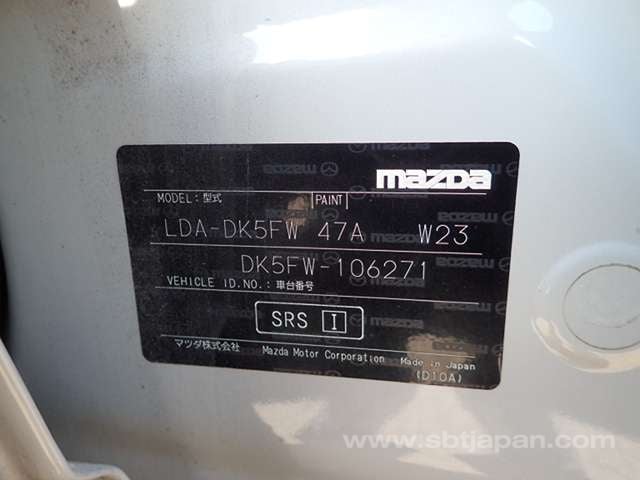 mazda
MODEL:型式 PAINT
LDA-DK5FW 47A W23
DK5FW-106271
VEHICLE ID.NO.:車台番号
SRS I
マツダ株式会社 Mazda Motor Corporation Made in Japan
(D10A)
www.sbtjapan.com